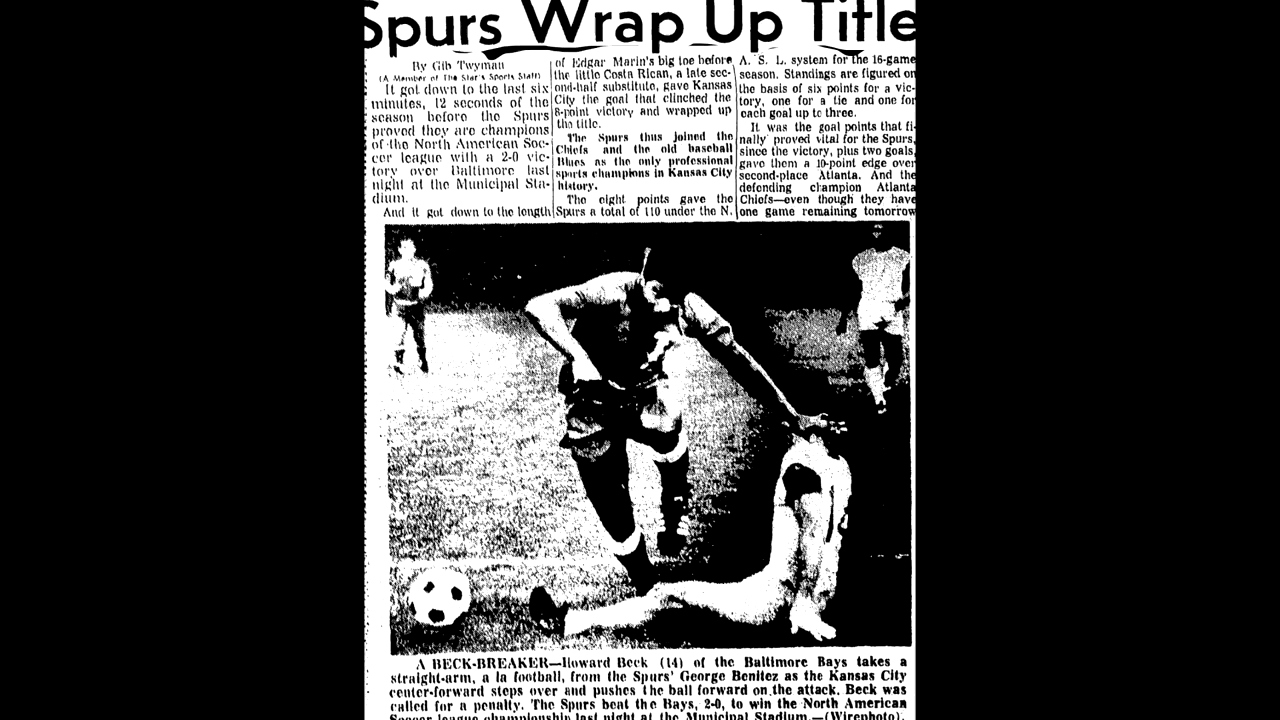 Spurs Wrap Up Title
By Gib Twyman
(A Member of The Star's Sports Staff)
It got down to the last six
minutes, 12 seconds of the
season before the Spurs
proved they are champions
of the North American Soc-
cer league with a 2-0 vic-
tory over Baltimore last
night at the Municipal Sta-
dium.
And it got down to the length
of Edgar Marin's big toe before
the little Costa Rican, a late sec-
ond-half substitute, gave Kansas
City the goal that clinched the
8-point victory and wrapped up
the title.
The Spurs thus joined the
Chiefs and the old baseball
Blues as the only professional
sports champions in Kansas City
history.
The eight points gave the
Spurs a total of 110 under the N.
A. S. L. system for the 16-game
season. Standings are figured on
the basis of six points for a vic-
tory, one for a tie and one for
each goal up to three.
It was the goal points that fi-
nally proved vital for the Spurs,
since the victory, plus two goals,
gave them a 10-point edge over
second-place Atlanta. And the
defending champion Atlanta
Chiefs—even though they have
one game remaining tomorrow
A BECK-BREAKER—Howard Beck (14) of the Baltimore Bays takes a
straight-arm, a la football, from the Spurs' George Benitez as the Kansas City
center-forward steps over and pushes the ball forward on the attack. Beck was
called for a penalty. The Spurs beat the Bays, 2-0, to win the North American
Soccer league championship last night at the Municipal Stadium.—(Wirephoto).